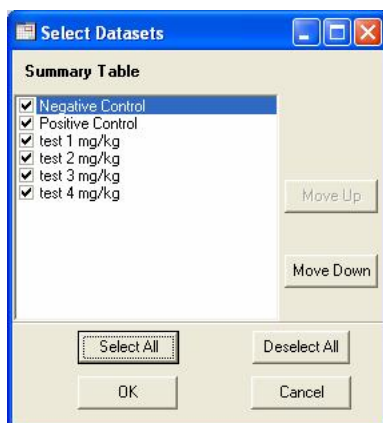 Select Datasets
Summary Table
Negative Control
Positive Control
test 1 mg/kg
test 2 mg/kg
test 3 mg/kg
test 4 mg/kg
Move Up
Move Down
Select All
Deselect All
OK
Cancel